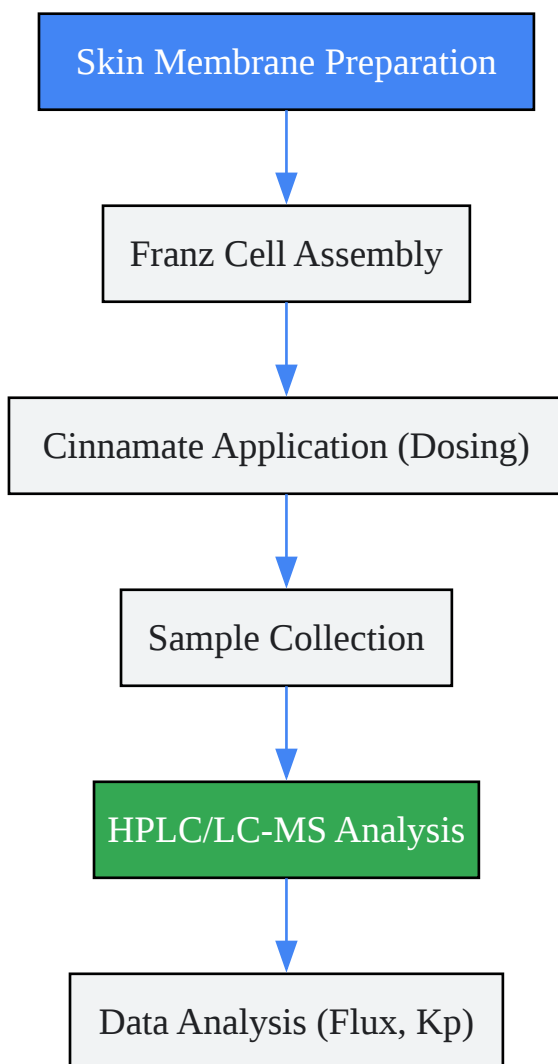 Skin Membrane Preparation
Franz Cell Assembly
Cinnamate Application (Dosing)
Sample Collection
HPLC/LC-MS Analysis
Data Analysis (Flux, Kp)